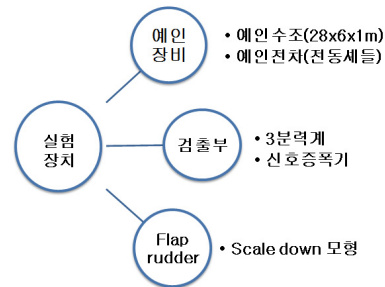 예인
장비
• 예인수조(28x6x1m)
• 예인전차(전동세들)
실험
장치
검출부
• 3분력계
• 신호증폭기
Flap
rudder
• Scale down 모형